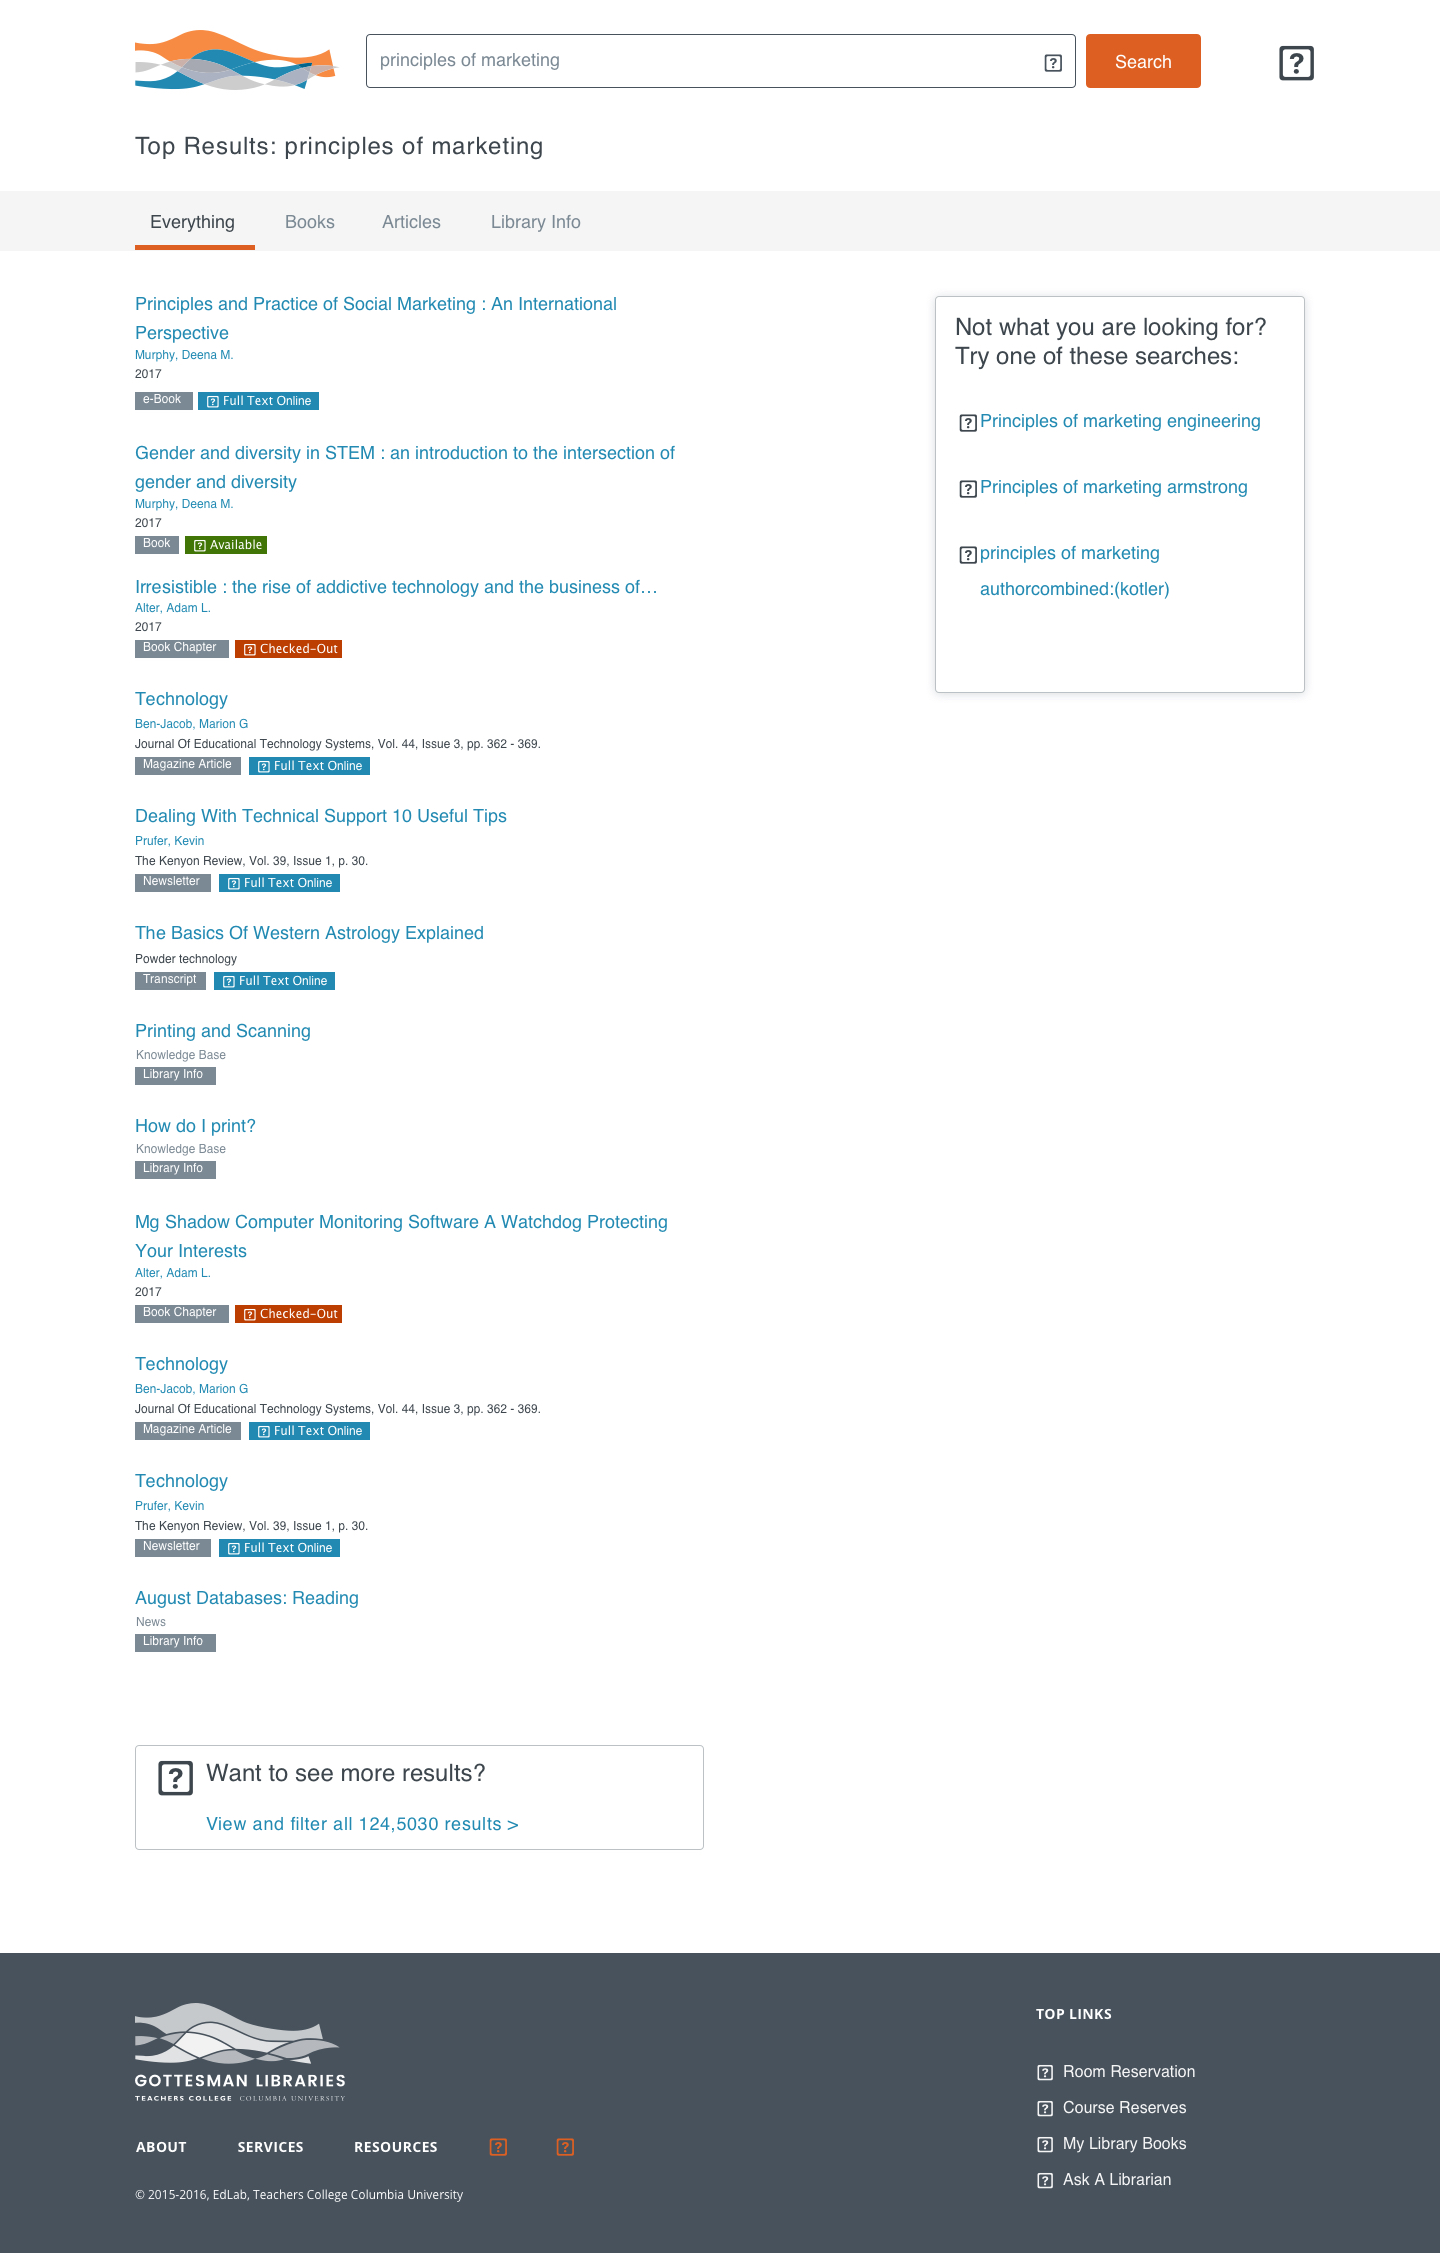 principles of marketing
Search
Top Results: principles of marketing
Everything
Books
Articles
Library Info
Principles and Practice of Social Marketing : An International
Perspective
Murphy, Deena M.
2017
e-Book
Full Text Online
Gender and diversity in STEM : an introduction to the intersection of
gender and diversity
Murphy, Deena M.
2017
Book
Available
Irresistible : the rise of addictive technology and the business of…
Alter, Adam L.
2017
Book Chapter
Checked-Out
Technology
Ben-Jacob, Marion G
Journal Of Educational Technology Systems, Vol. 44, Issue 3, pp. 362 - 369.
Magazine Article
Full Text Online
Dealing With Technical Support 10 Useful Tips
Prufer, Kevin
The Kenyon Review, Vol. 39, Issue 1, p. 30.
Newsletter
Full Text Online
The Basics Of Western Astrology Explained
Powder technology
Transcript
Full Text Online
Printing and Scanning
Knowledge Base
Library Info
How do I print?
Knowledge Base
Library Info
Mg Shadow Computer Monitoring Software A Watchdog Protecting
Your Interests
Alter, Adam L.
2017
Book Chapter
Checked-Out
Technology
Ben-Jacob, Marion G
Journal Of Educational Technology Systems, Vol. 44, Issue 3, pp. 362 - 369.
Magazine Article
Full Text Online
Technology
Prufer, Kevin
The Kenyon Review, Vol. 39, Issue 1, p. 30.
Newsletter
Full Text Online
August Databases: Reading
News
Library Info
Not what you are looking for?
Try one of these searches:
Principles of marketing engineering
Principles of marketing armstrong
principles of marketing
authorcombined:(kotler)
Want to see more results?
View and filter all 124,5030 results >
GOTTESMAN LIBRARIES
TEACHERS COLLEGE COLUMBIA UNIVERSITY
ABOUT
SERVICES
RESOURCES
© 2015-2016, EdLab, Teachers College Columbia University
TOP LINKS
Room Reservation
Course Reserves
My Library Books
Ask A Librarian